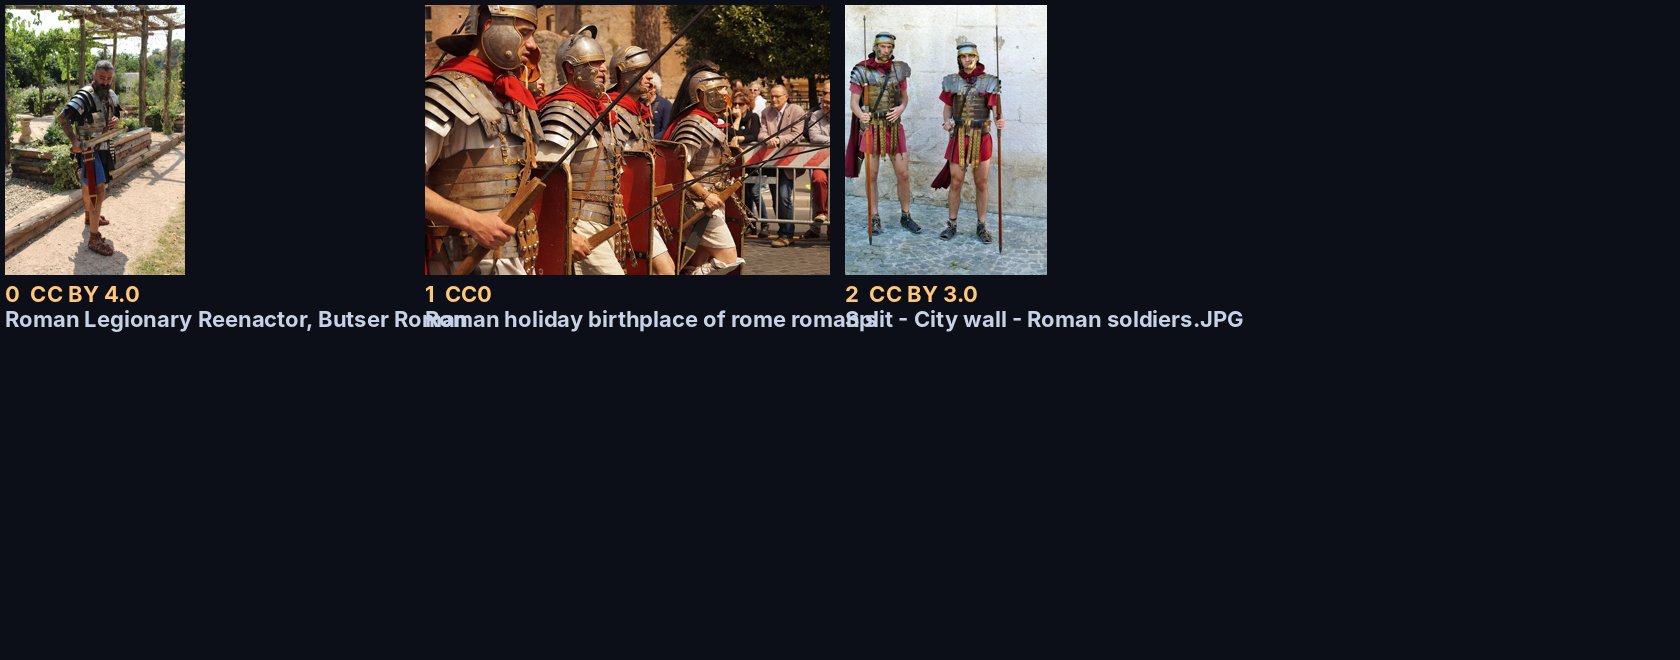 0 CC BY 4.0
Roman Legionary Reenactor, Butser Roman
1 CC0
Roman holiday birthplace of rome romans
2 CC BY 3.0
Split - City wall - Roman soldiers.JPG